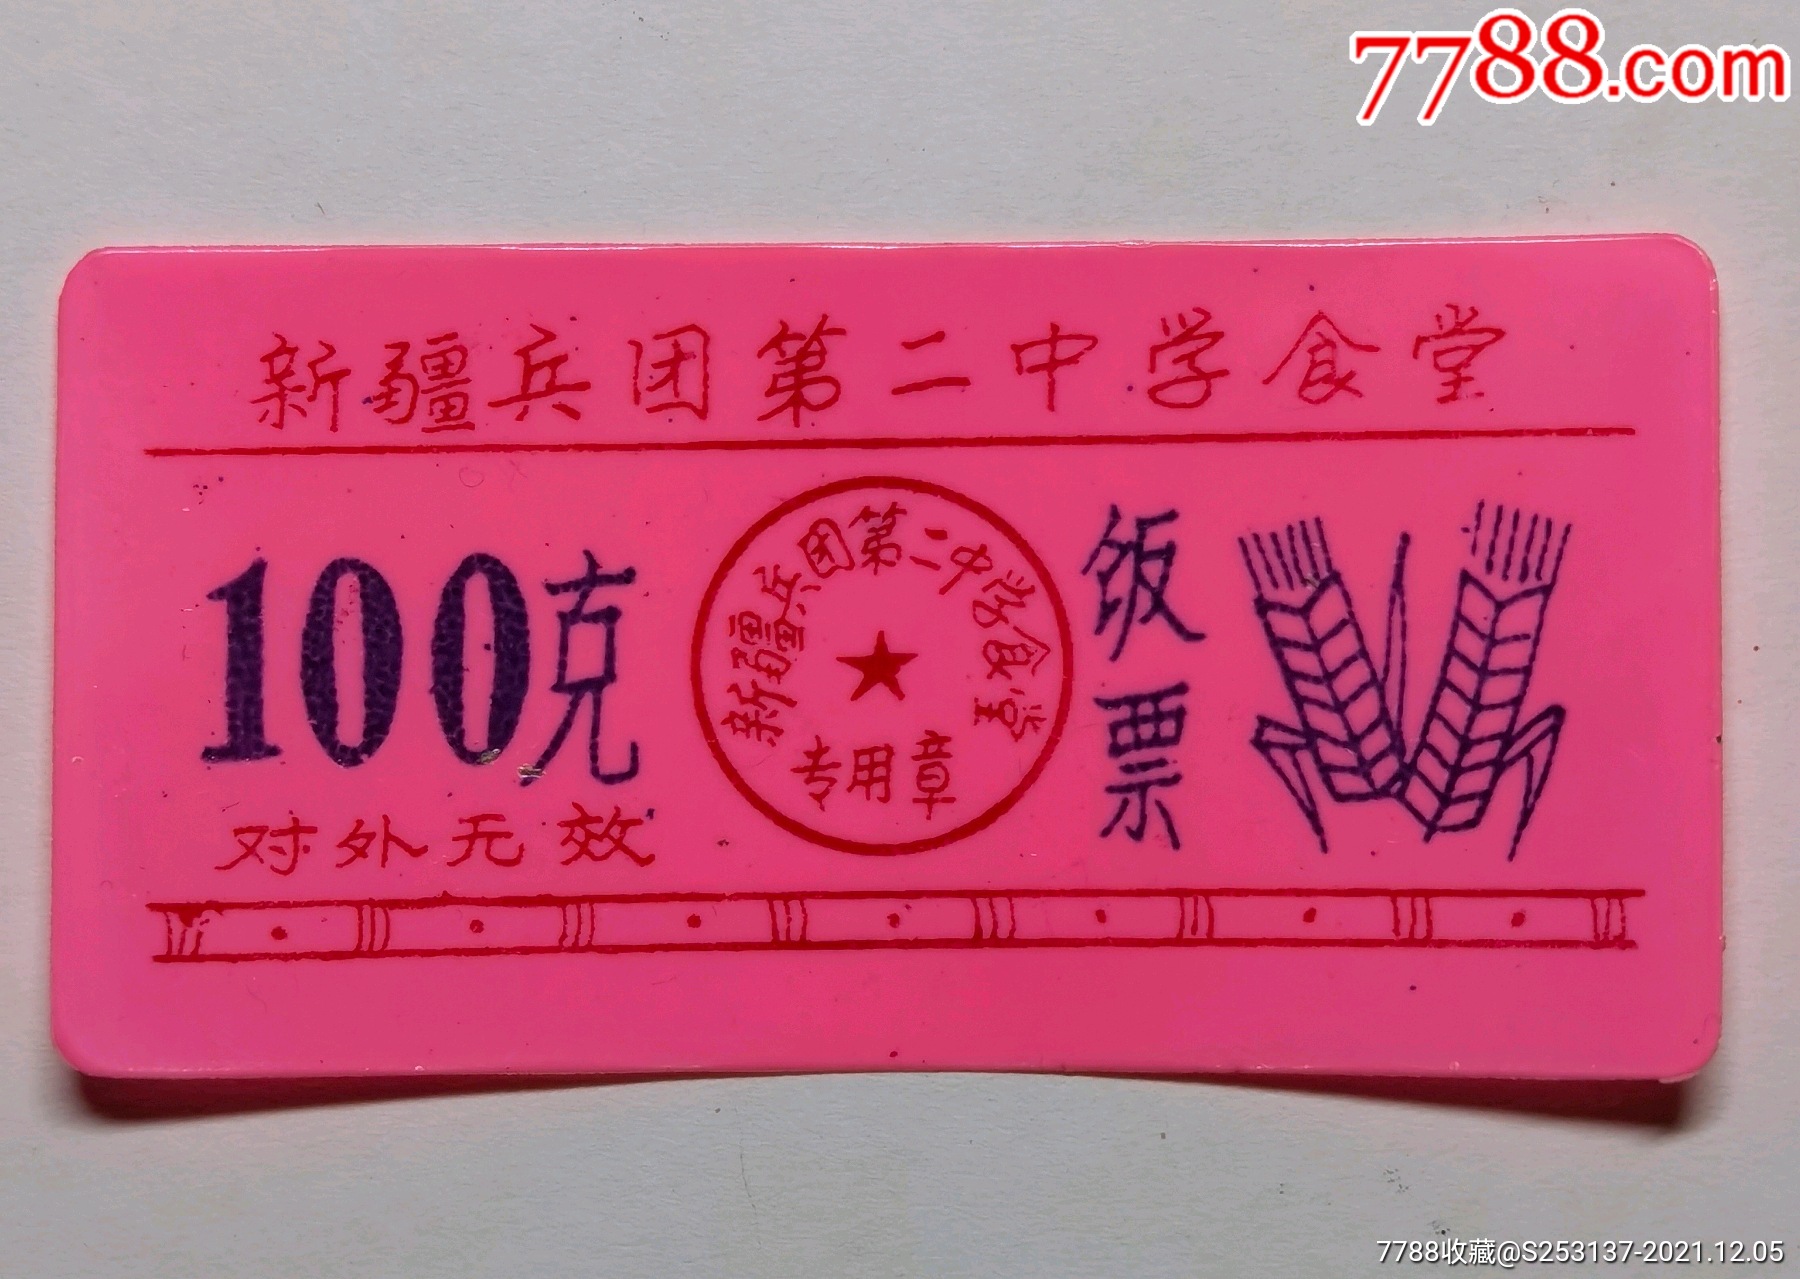 7788.com
新疆兵团第二中学食堂
100克
新疆兵团第二中学食堂
专用章
饭票
对外无效
7788收藏@S253137-2021.12.05